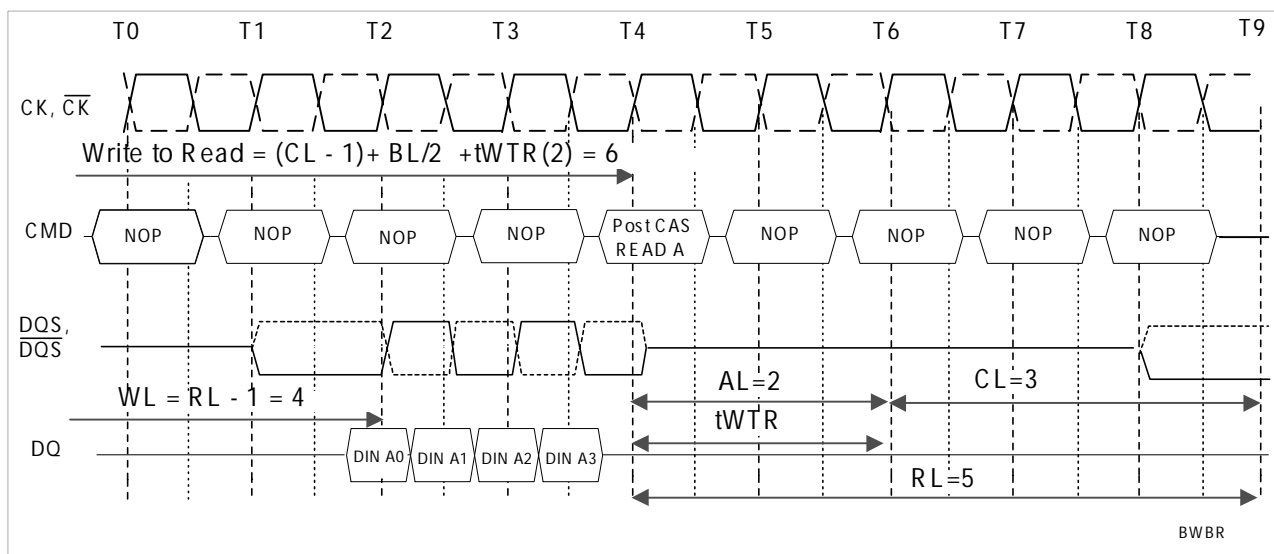 T0 T1 T2 T3 T4 T5 T6 T7 T8 T9
CK, CK
Write to Read = (CL - 1)+ BL/2 +tWTR(2) = 6
CMD NOP NOP NOP NOP Post CAS READ A NOP NOP NOP NOP
DQS,
DQS
AL=2 CL=3
WL = RL - 1 = 4
tWTR
DQ DIN A0 DIN A1 DIN A2 DIN A3
RL=5
BWBR